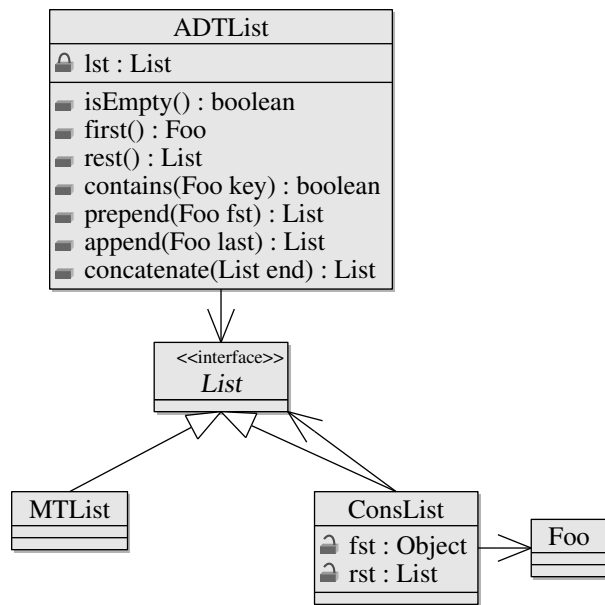 ADTList
lst : List
isEmpty() : boolean
first() : Foo
rest() : List
contains(Foo key) : boolean
prepend(Foo fst) : List
append(Foo last) : List
concatenate(List end) : List
<<interface>>
List
MTList
ConsList
fst : Object
rst : List
Foo